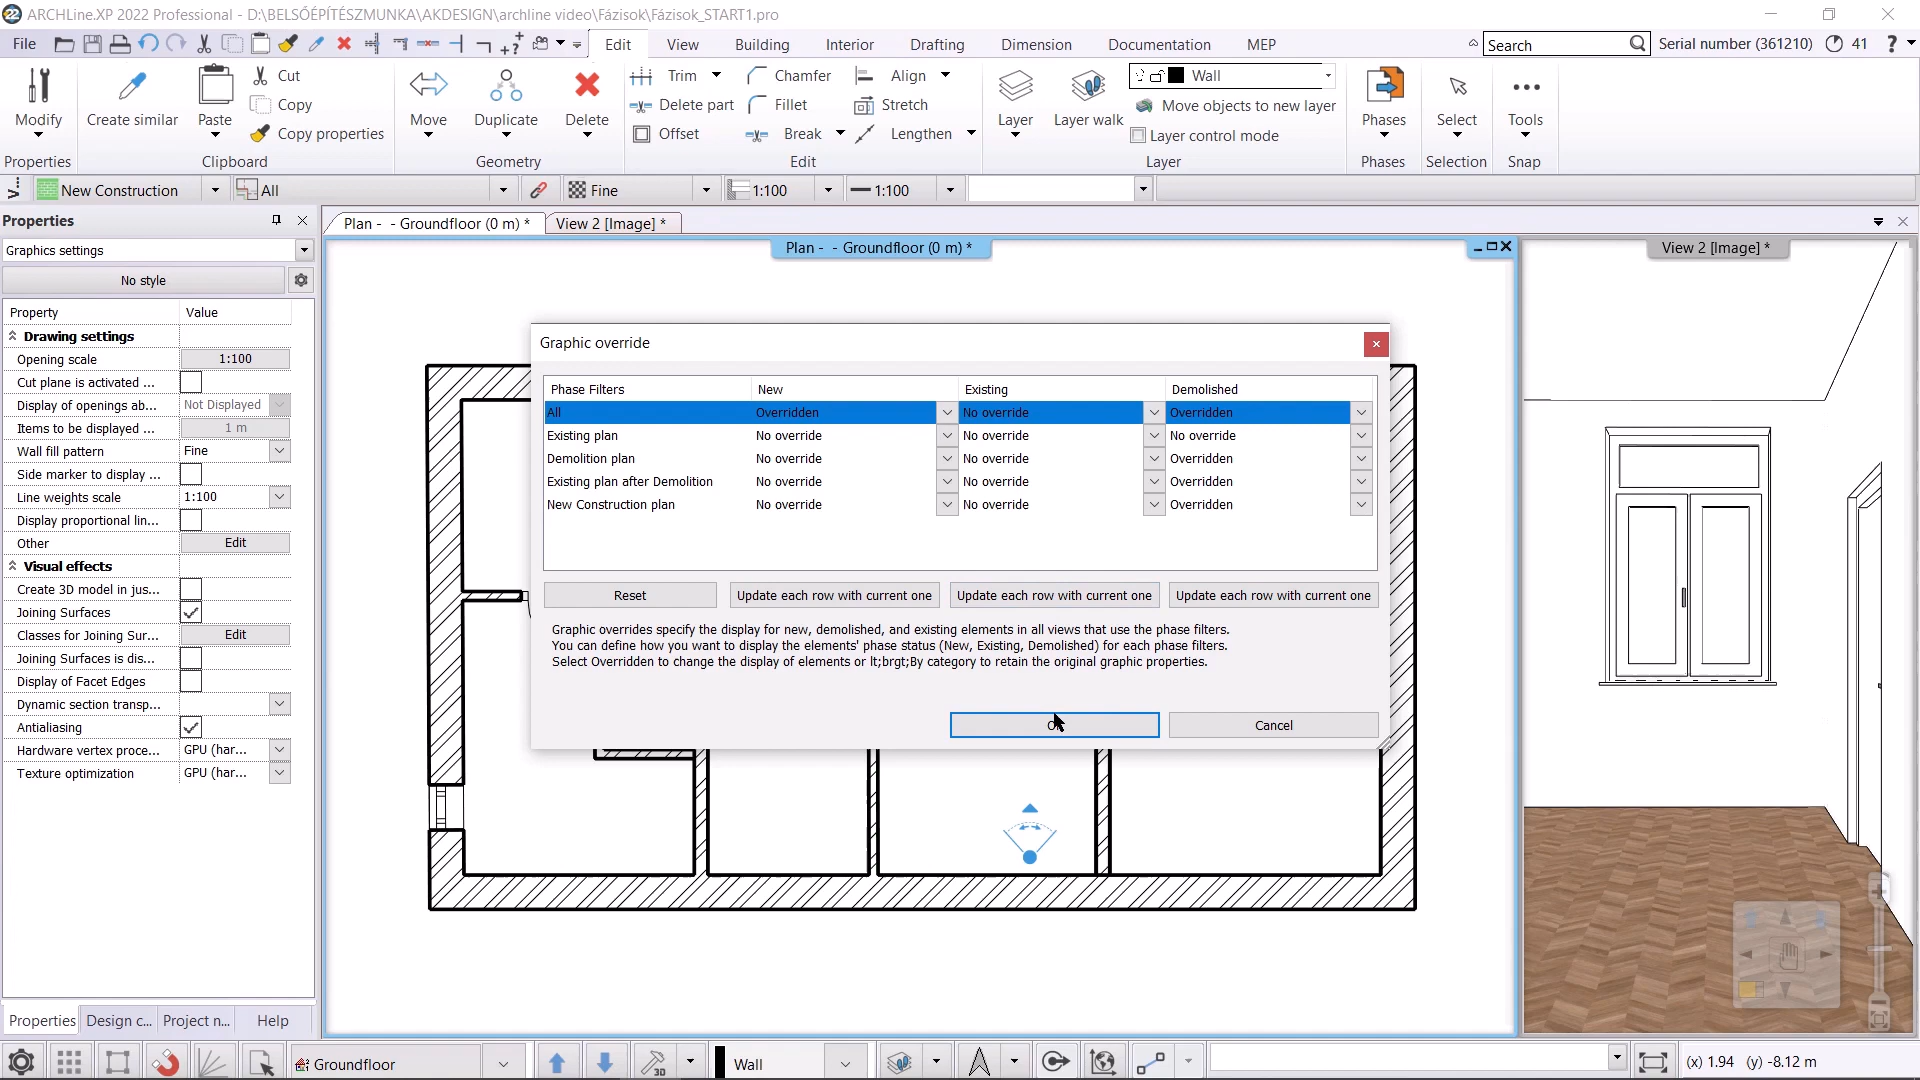 22 ARCHLine.XP 2022 Professional - D:\BELSŐÉPÍTÉSZMUNKA\AKDESIGN\archline video\Fázisok\Fázisok_START1.pro
File Edit View Building Interior Drafting Dimension Documentation MEP Search Serial number (361210) 41 ?
Modify
Create similar
Paste
Cut
Copy
Copy properties
Move
Duplicate
Delete
Trim Chamfer Align
Delete part Fillet Stretch
Offset Break Lengthen
Layer
Layer walk
Wall
Move objects to new layer
Layer control mode
Phases
Select
Tools
Properties Clipboard Geometry Edit Layer Phases Selection Snap
New Construction All Fine 1:100 1:100
Properties
Graphics settings
No style
Property Value
Drawing settings
Opening scale 1:100
Cut plane is activated ...
Display of openings ab... Not Displayed
Items to be displayed ... 1 m
Wall fill pattern Fine
Side marker to display ...
Line weights scale 1:100
Display proportional lin...
Other Edit
Visual effects
Create 3D model in jus...
Joining Surfaces
Classes for Joining Sur... Edit
Joining Surfaces is dis...
Display of Facet Edges
Dynamic section transp...
Antialiasing
Hardware vertex proce... GPU (har...
Texture optimization GPU (har...
Properties Design c... Project n... Help
Plan - - Groundfloor (0 m) * View 2 [Image] *
Plan - - Groundfloor (0 m) *
View 2 [Image] *
Graphic override
Phase Filters New Existing Demolished
All Overridden No override Overridden
Existing plan No override No override No override
Demolition plan No override No override Overridden
Existing plan after Demolition No override No override Overridden
New Construction plan No override No override Overridden
Reset Update each row with current one Update each row with current one Update each row with current one
Graphic overrides specify the display for new, demolished, and existing elements in all views that use the phase filters.
You can define how you want to display the elements' phase status (New, Existing, Demolished) for each phase filters.
Select Overridden to change the display of elements or lt;brgt;By category to retain the original graphic properties.
Cancel
Groundfloor 3D Wall (x) 1.94 (y) -8.12 m